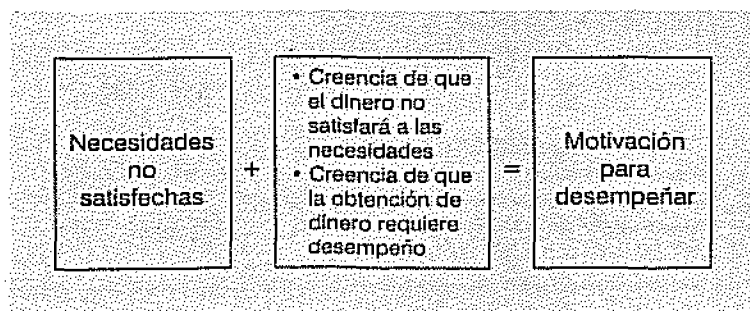 Necesidades
no
satisfechas
+
• Creencia de que
el dinero no
satisfará a las
necesidades
• Creencia de que
la obtención de
dinero requiere
desempeño
=
Motivación
para
desempeñar